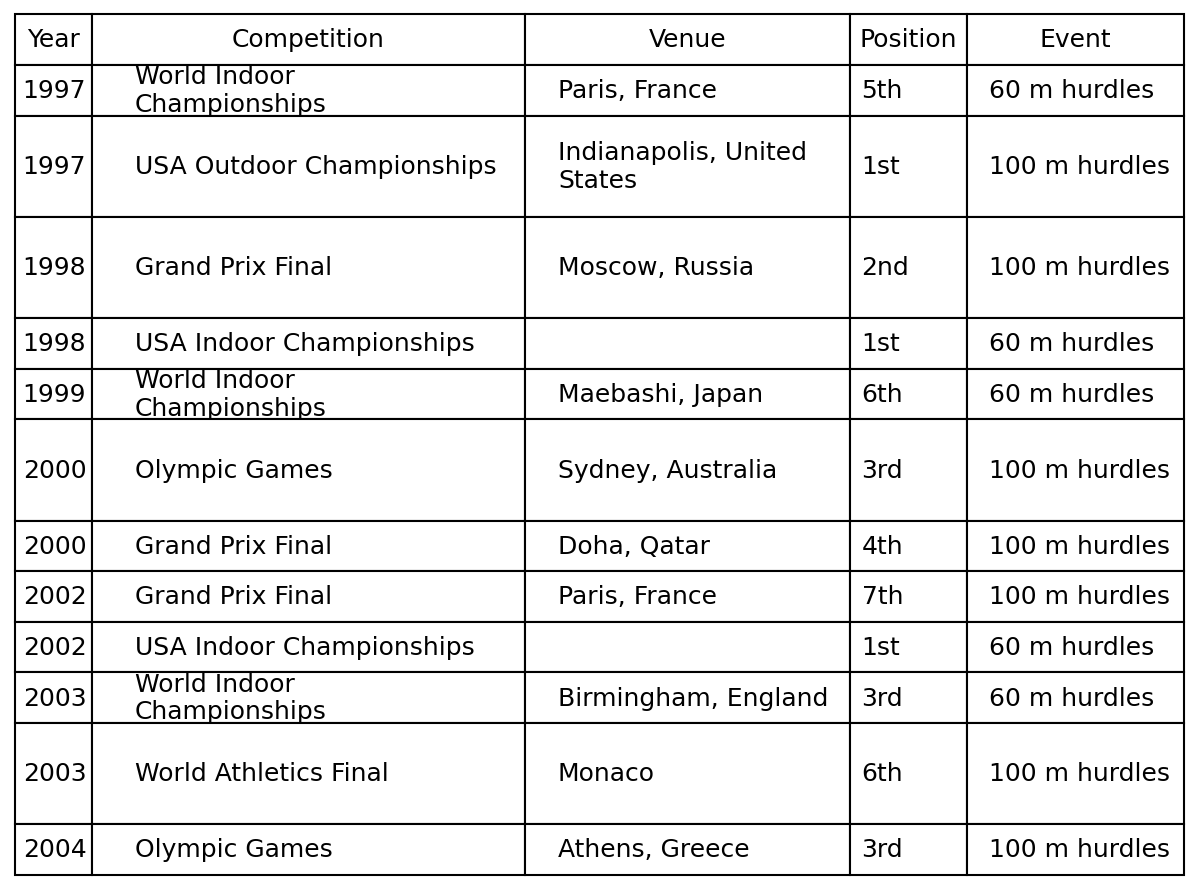 Year Competition Venue Position Event
1997 World Indoor Championships Paris, France 5th 60 m hurdles
1997 USA Outdoor Championships Indianapolis, United States 1st 100 m hurdles
1998 Grand Prix Final Moscow, Russia 2nd 100 m hurdles
1998 USA Indoor Championships 1st 60 m hurdles
1999 World Indoor Championships Maebashi, Japan 6th 60 m hurdles
2000 Olympic Games Sydney, Australia 3rd 100 m hurdles
2000 Grand Prix Final Doha, Qatar 4th 100 m hurdles
2002 Grand Prix Final Paris, France 7th 100 m hurdles
2002 USA Indoor Championships 1st 60 m hurdles
2003 World Indoor Championships Birmingham, England 3rd 60 m hurdles
2003 World Athletics Final Monaco 6th 100 m hurdles
2004 Olympic Games Athens, Greece 3rd 100 m hurdles